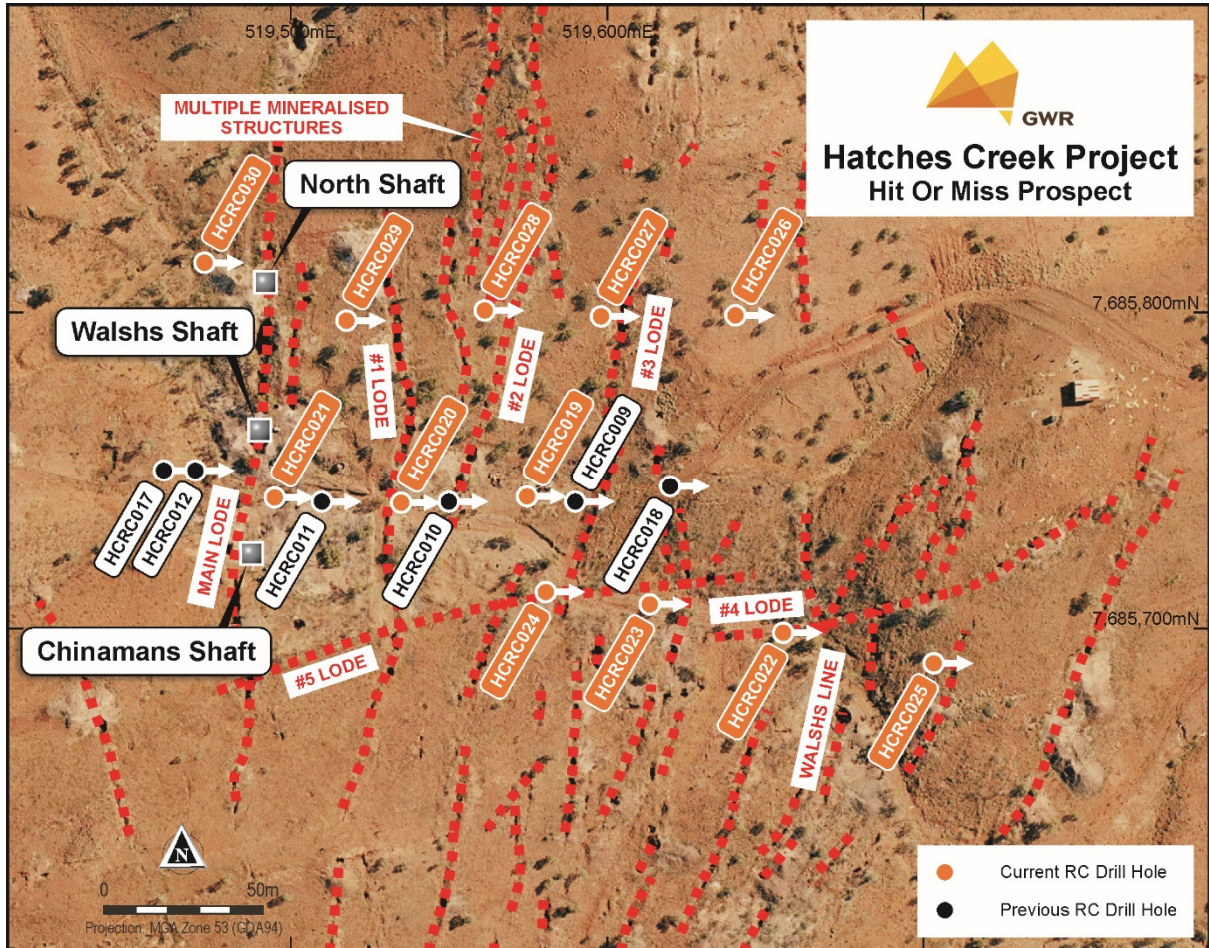 519,500mE
519,600mE
GWR
Hatches Creek Project
Hit Or Miss Prospect
MULTIPLE MINERALISED
STRUCTURES
North Shaft
HCRC030
HCRC029
HCRC028
HCRC027
HCRC026
7,685,800mN
Walshs Shaft
#1 LODE
#2 LODE
#3 LODE
HCRC021
HCRC020
HCRC019
HCRC009
HCRC017
HCRC012
MAIN LODE
HCRC011
HCRC010
HCRC018
Chinamans Shaft
#5 LODE
HCRC024
HCRC023
#4 LODE
HCRC022
WALSHS LINE
HCRC025
7,685,700mN
N
0 50m
Projection: MGA Zone 53 (GDA94)
Current RC Drill Hole
Previous RC Drill Hole